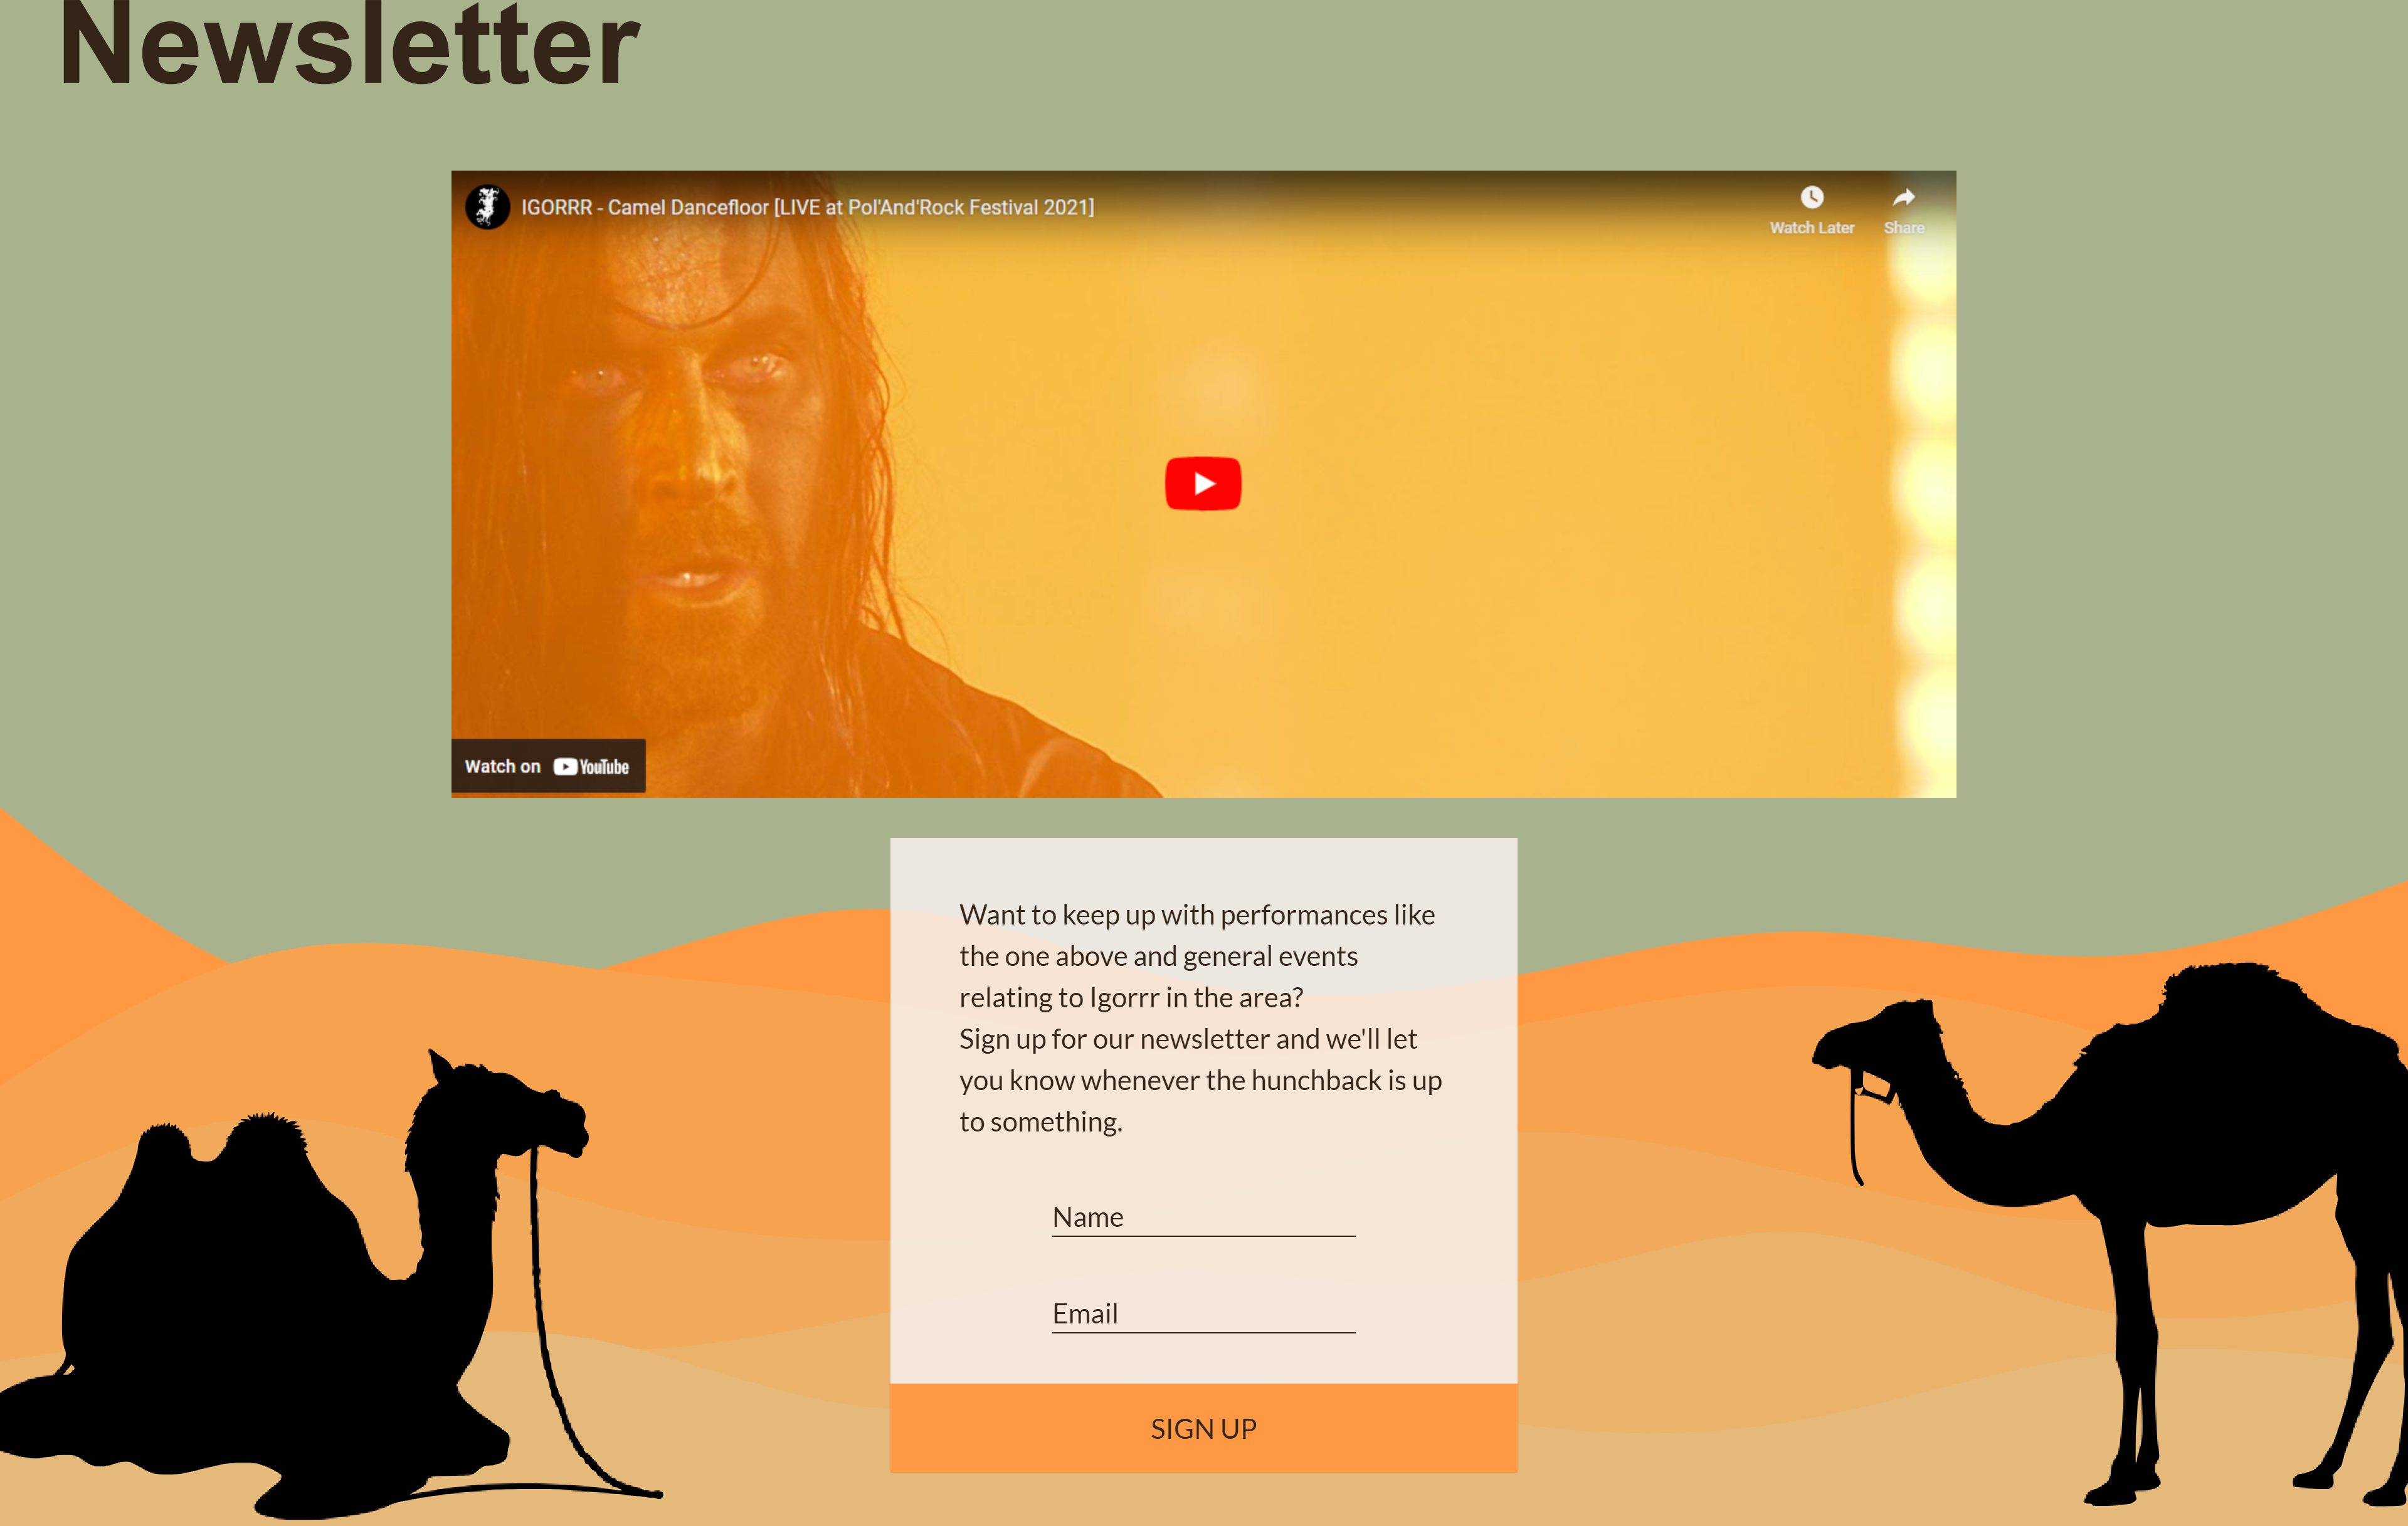 Newsletter
IGORRR - Camel Dancefloor [LIVE at Pol'And'Rock Festival 2021]
Watch Later
Share
Watch on YouTube
Want to keep up with performances like
the one above and general events
relating to Igorrr in the area?
Sign up for our newsletter and we'll let
you know whenever the hunchback is up
to something.
Name
Email
SIGN UP